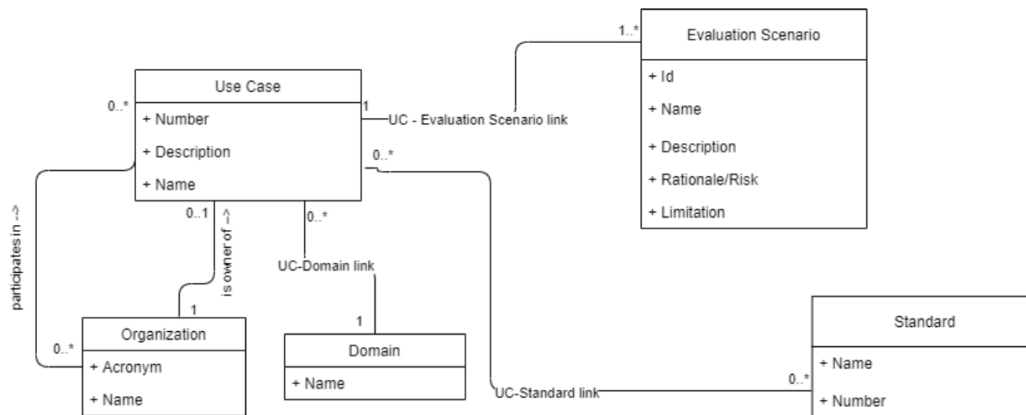 1..*
Evaluation Scenario
+ Id
+ Name
+ Description
+ Rationale/Risk
+ Limitation
Use Case
0..*
1
+ Number
+ Description
+ Name
UC - Evaluation Scenario link
0..*
0..1
0..*
participates in -->
is owner of -->
UC-Domain link
1
1
Organization
0..*
+ Acronym
+ Name
Domain
+ Name
Standard
+ Name
+ Number
0..*
UC-Standard link